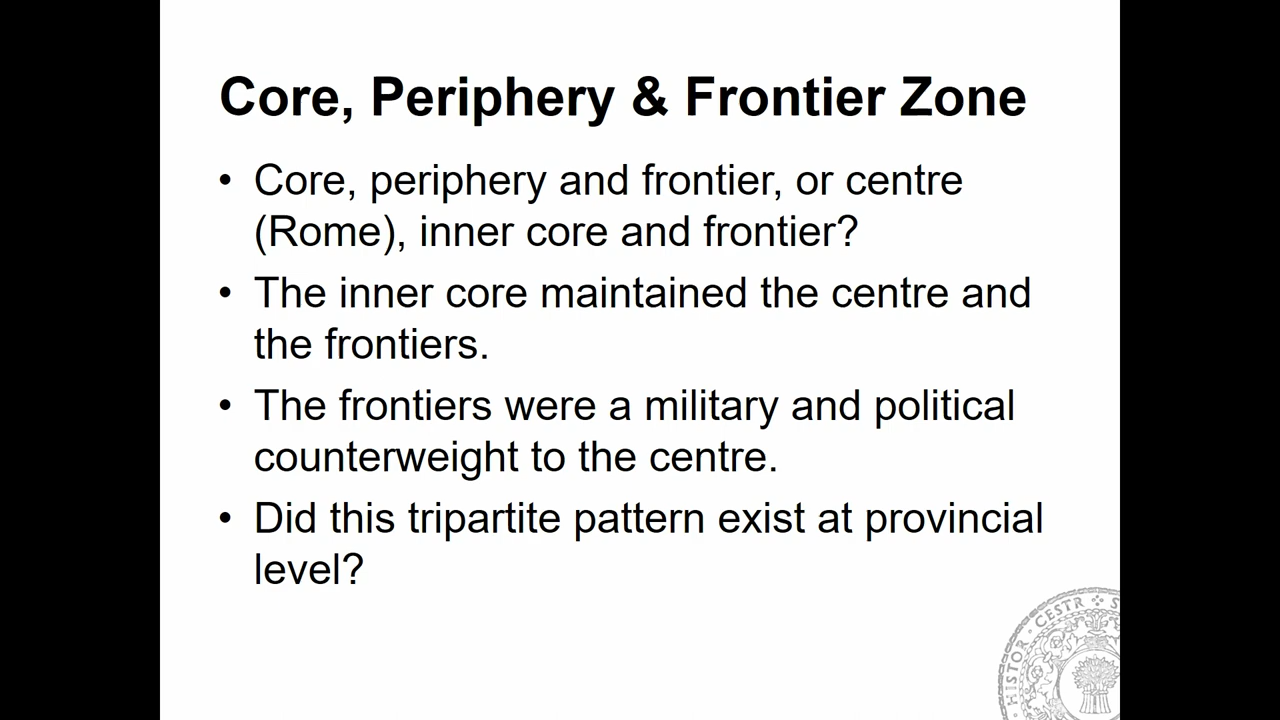 Core, Periphery & Frontier Zone
• Core, periphery and frontier, or centre
(Rome), inner core and frontier?
• The inner core maintained the centre and
the frontiers.
• The frontiers were a military and political
counterweight to the centre.
• Did this tripartite pattern exist at provincial
level?
HISTOR · CESTR ✣ S